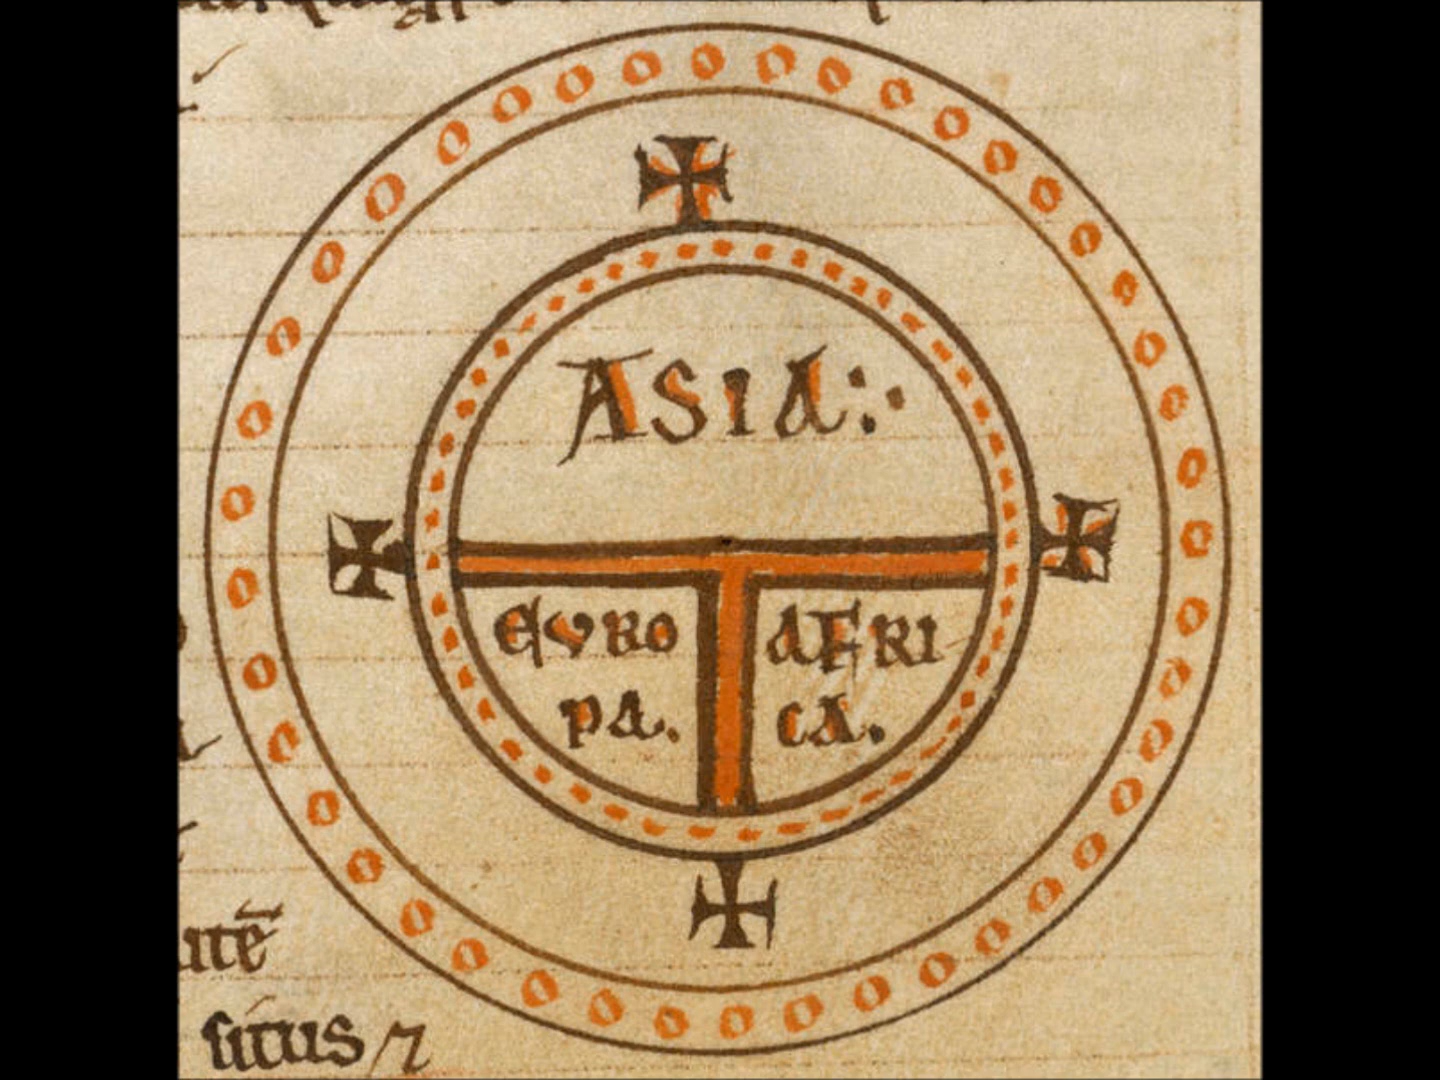 ASIA:·
EVRO
PA.
AFRI
CA.
situs ⁊